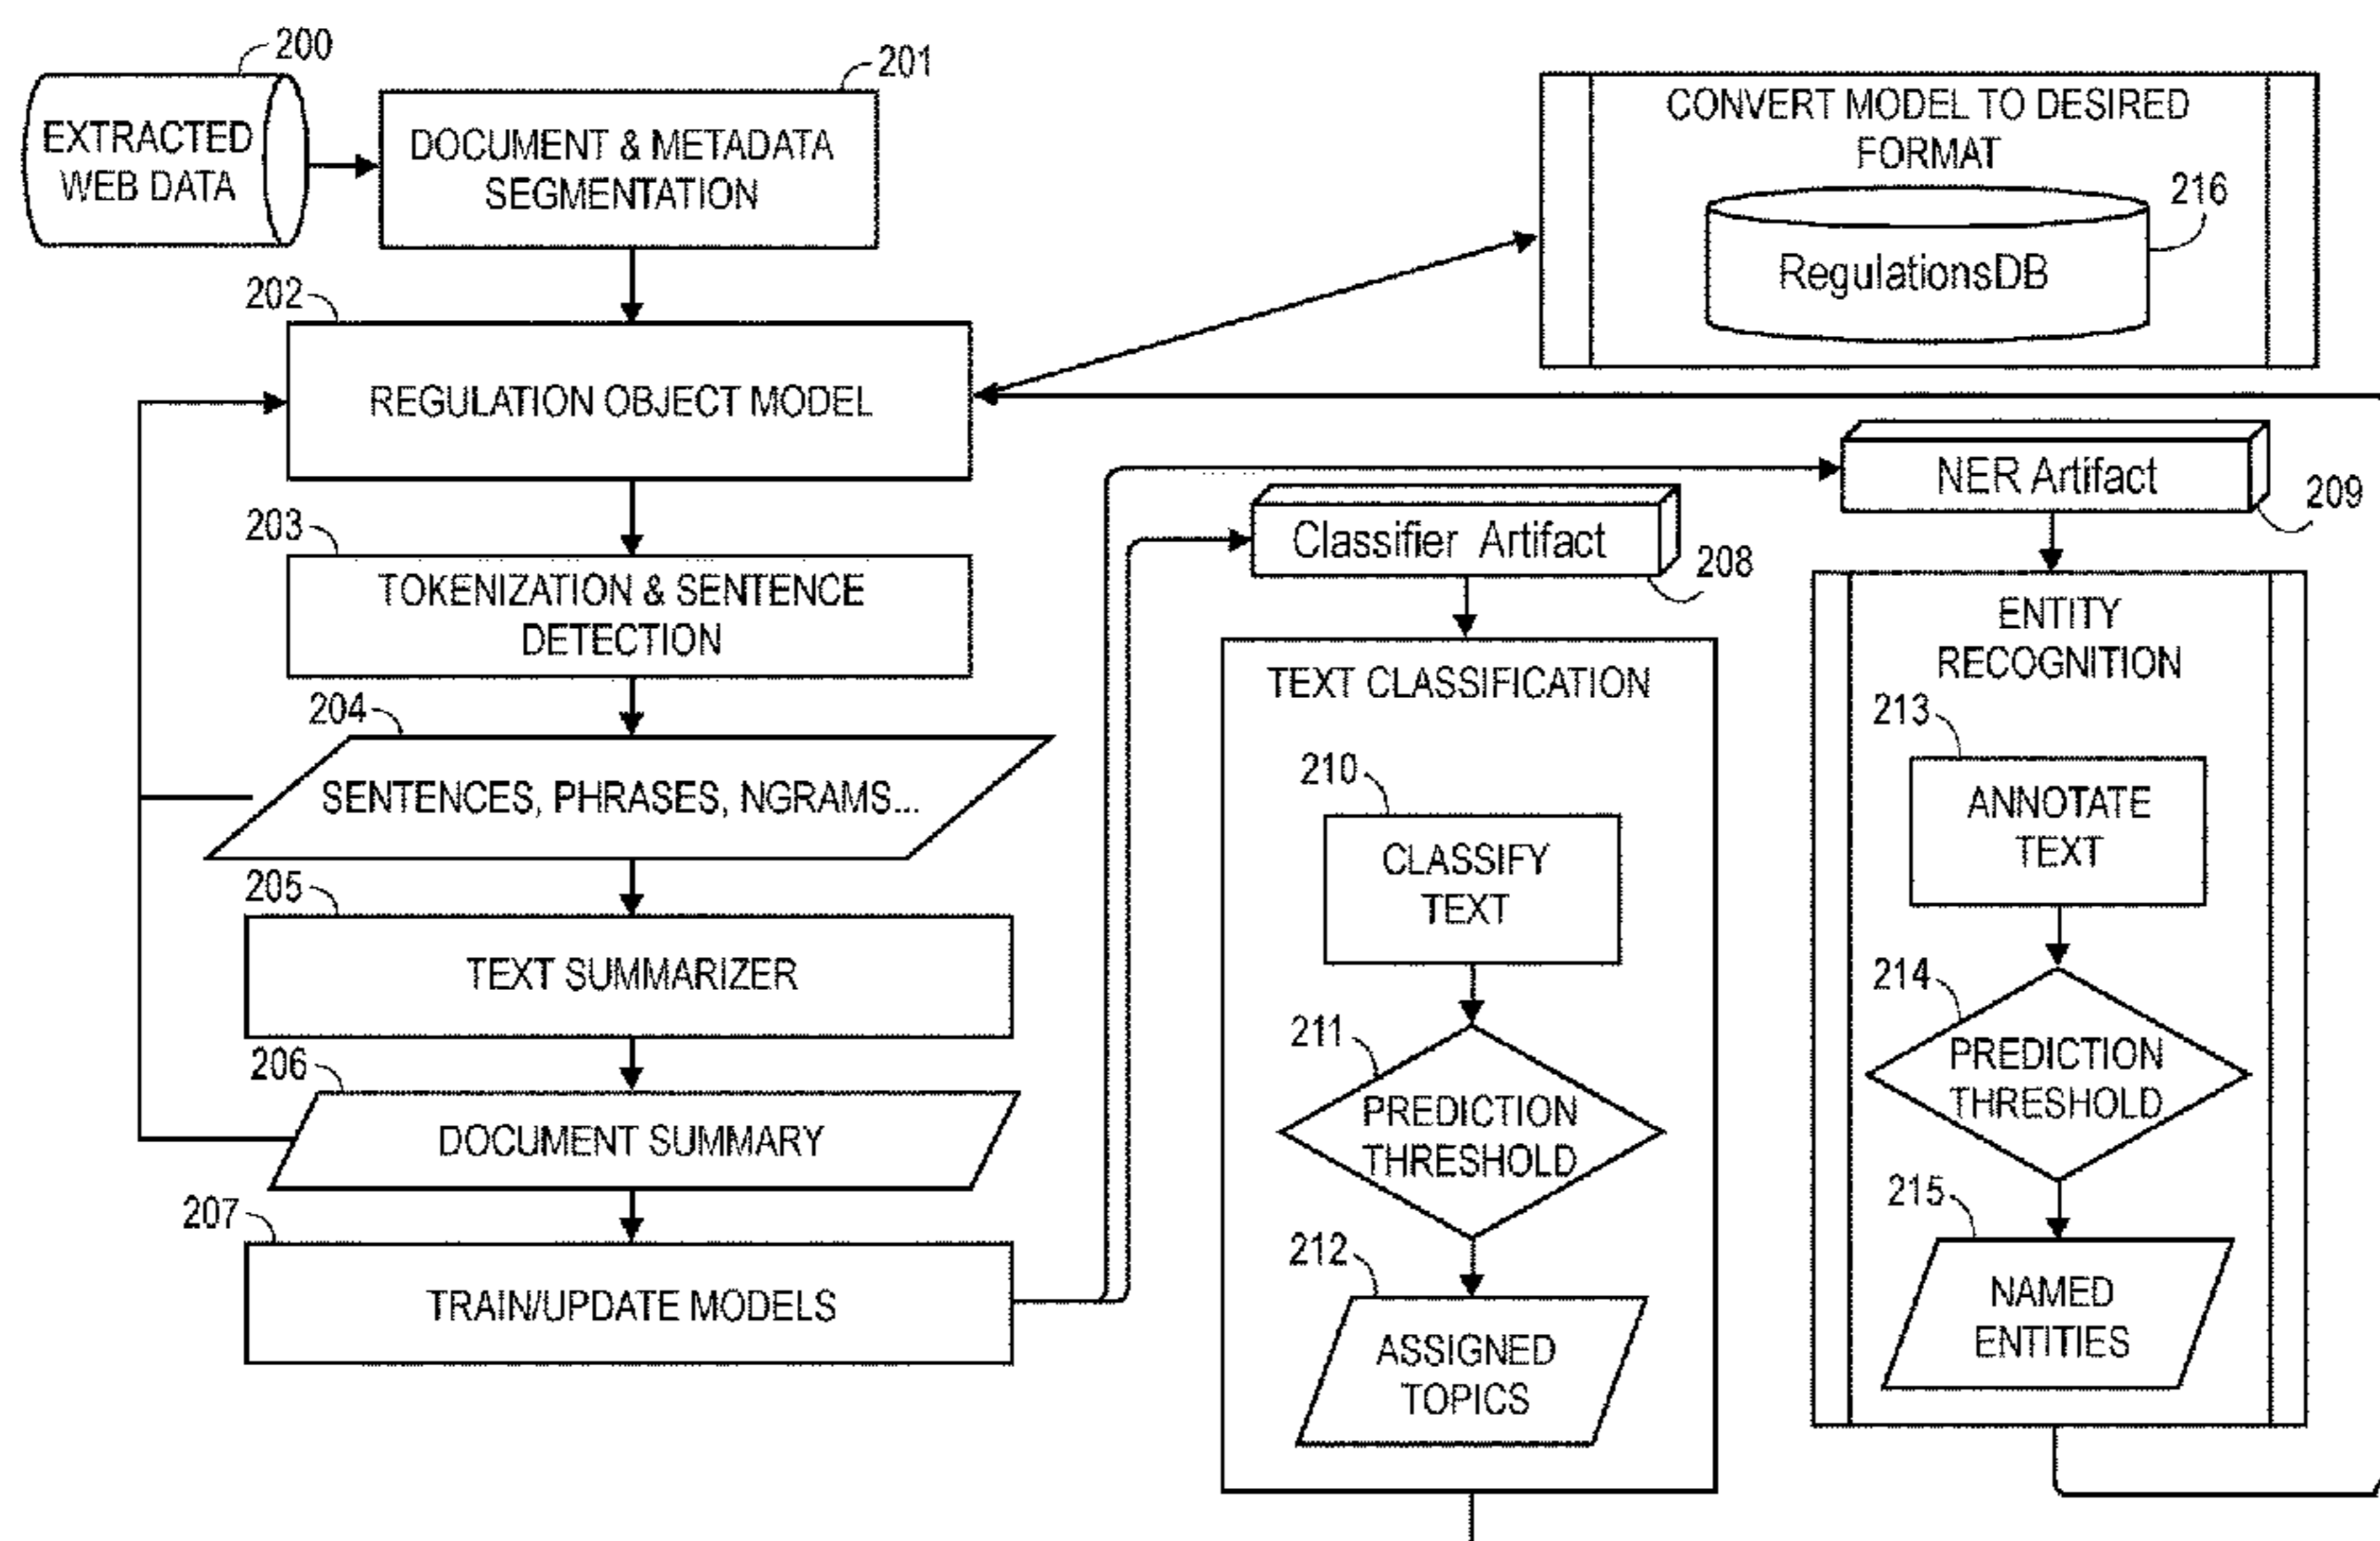 200
EXTRACTED
WEB DATA
201
DOCUMENT & METADATA
SEGMENTATION
CONVERT MODEL TO DESIRED
FORMAT
216
RegulationsDB
202
REGULATION OBJECT MODEL
203
TOKENIZATION & SENTENCE
DETECTION
204
SENTENCES, PHRASES, NGRAMS...
205
TEXT SUMMARIZER
206
DOCUMENT SUMMARY
207
TRAIN/UPDATE MODELS
Classifier Artifact
208
TEXT CLASSIFICATION
210
CLASSIFY
TEXT
211
PREDICTION
THRESHOLD
212
ASSIGNED
TOPICS
NER Artifact
209
ENTITY
RECOGNITION
213
ANNOTATE
TEXT
214
PREDICTION
THRESHOLD
215
NAMED
ENTITIES